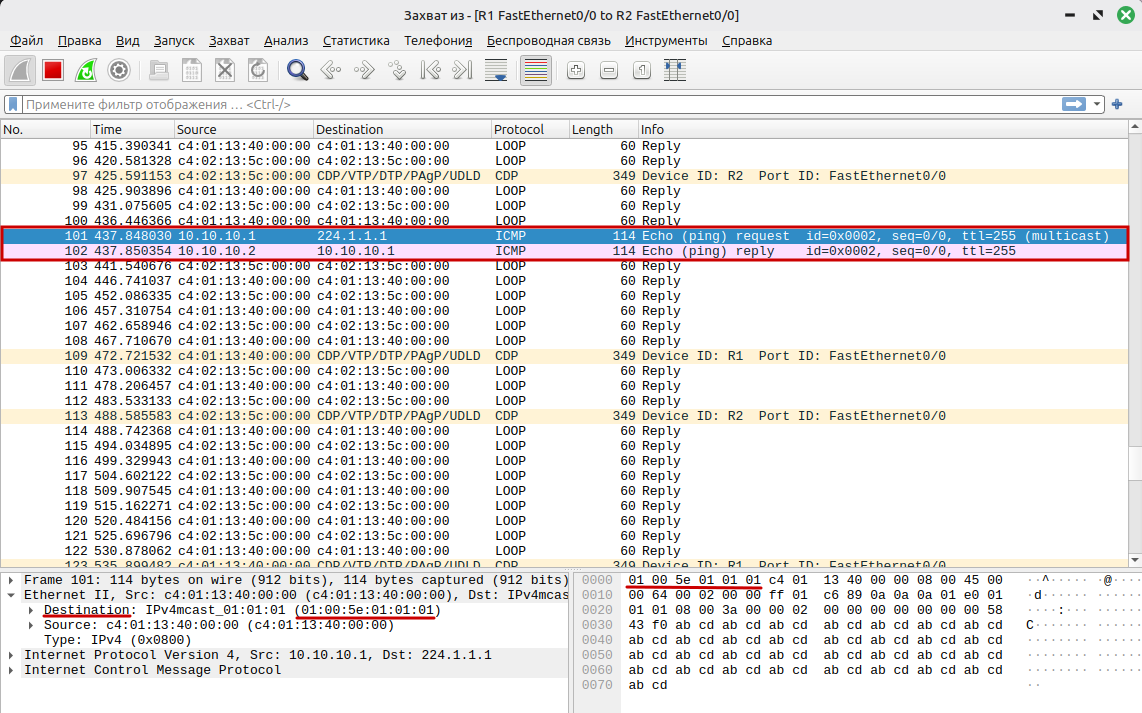 Захват из - [R1 FastEthernet0/0 to R2 FastEthernet0/0]
Файл Правка Вид Запуск Захват Анализ Статистика Телефония Беспроводная связь Инструменты Справка
Примените фильтр отображения … <Ctrl-/>
No. Time Source Destination Protocol Length Info
95 415.390341 c4:01:13:40:00:00 c4:01:13:40:00:00 LOOP 60 Reply
96 420.581328 c4:02:13:5c:00:00 c4:02:13:5c:00:00 LOOP 60 Reply
97 425.591153 c4:02:13:5c:00:00 CDP/VTP/DTP/PAgP/UDLD CDP 349 Device ID: R2 Port ID: FastEthernet0/0
98 425.903896 c4:01:13:40:00:00 c4:01:13:40:00:00 LOOP 60 Reply
99 431.075605 c4:02:13:5c:00:00 c4:02:13:5c:00:00 LOOP 60 Reply
100 436.446366 c4:01:13:40:00:00 c4:01:13:40:00:00 LOOP 60 Reply
101 437.848030 10.10.10.1 224.1.1.1 ICMP 114 Echo (ping) request id=0x0002, seq=0/0, ttl=255 (multicast)
102 437.850354 10.10.10.2 10.10.10.1 ICMP 114 Echo (ping) reply id=0x0002, seq=0/0, ttl=255
103 441.540676 c4:02:13:5c:00:00 c4:02:13:5c:00:00 LOOP 60 Reply
104 446.741037 c4:01:13:40:00:00 c4:01:13:40:00:00 LOOP 60 Reply
105 452.086335 c4:02:13:5c:00:00 c4:02:13:5c:00:00 LOOP 60 Reply
106 457.310754 c4:01:13:40:00:00 c4:01:13:40:00:00 LOOP 60 Reply
107 462.658946 c4:02:13:5c:00:00 c4:02:13:5c:00:00 LOOP 60 Reply
108 467.710670 c4:01:13:40:00:00 c4:01:13:40:00:00 LOOP 60 Reply
109 472.721532 c4:01:13:40:00:00 CDP/VTP/DTP/PAgP/UDLD CDP 349 Device ID: R1 Port ID: FastEthernet0/0
110 473.006332 c4:02:13:5c:00:00 c4:02:13:5c:00:00 LOOP 60 Reply
111 478.206457 c4:01:13:40:00:00 c4:01:13:40:00:00 LOOP 60 Reply
112 483.533133 c4:02:13:5c:00:00 c4:02:13:5c:00:00 LOOP 60 Reply
113 488.585583 c4:02:13:5c:00:00 CDP/VTP/DTP/PAgP/UDLD CDP 349 Device ID: R2 Port ID: FastEthernet0/0
114 488.742368 c4:01:13:40:00:00 c4:01:13:40:00:00 LOOP 60 Reply
115 494.034895 c4:02:13:5c:00:00 c4:02:13:5c:00:00 LOOP 60 Reply
116 499.329943 c4:01:13:40:00:00 c4:01:13:40:00:00 LOOP 60 Reply
117 504.602122 c4:02:13:5c:00:00 c4:02:13:5c:00:00 LOOP 60 Reply
118 509.907545 c4:01:13:40:00:00 c4:01:13:40:00:00 LOOP 60 Reply
119 515.162271 c4:02:13:5c:00:00 c4:02:13:5c:00:00 LOOP 60 Reply
120 520.484156 c4:01:13:40:00:00 c4:01:13:40:00:00 LOOP 60 Reply
121 525.696796 c4:02:13:5c:00:00 c4:02:13:5c:00:00 LOOP 60 Reply
122 530.878062 c4:01:13:40:00:00 c4:01:13:40:00:00 LOOP 60 Reply
123 535.899482 c4:01:13:40:00:00 CDP/VTP/DTP/PAgP/UDLD CDP 349 Device ID: R1 Port ID: FastEthernet0/0
Frame 101: 114 bytes on wire (912 bits), 114 bytes captured (912 bits)
Ethernet II, Src: c4:01:13:40:00:00 (c4:01:13:40:00:00), Dst: IPv4mcas
Destination: IPv4mcast_01:01:01 (01:00:5e:01:01:01)
Source: c4:01:13:40:00:00 (c4:01:13:40:00:00)
Type: IPv4 (0x0800)
Internet Protocol Version 4, Src: 10.10.10.1, Dst: 224.1.1.1
Internet Control Message Protocol
0000 01 00 5e 01 01 01 c4 01 13 40 00 00 08 00 45 00 ··^······@····E·
0010 00 64 00 02 00 00 ff 01 c6 89 0a 0a 0a 01 e0 01 ·d··············
0020 01 01 08 00 3a 00 00 02 00 00 00 00 00 00 00 58 ····:··········X
0030 43 f0 ab cd ab cd ab cd ab cd ab cd ab cd ab cd C···············
0040 ab cd ab cd ab cd ab cd ab cd ab cd ab cd ab cd ················
0050 ab cd ab cd ab cd ab cd ab cd ab cd ab cd ab cd ················
0060 ab cd ab cd ab cd ab cd ab cd ab cd ab cd ab cd ················
0070 ab cd ··